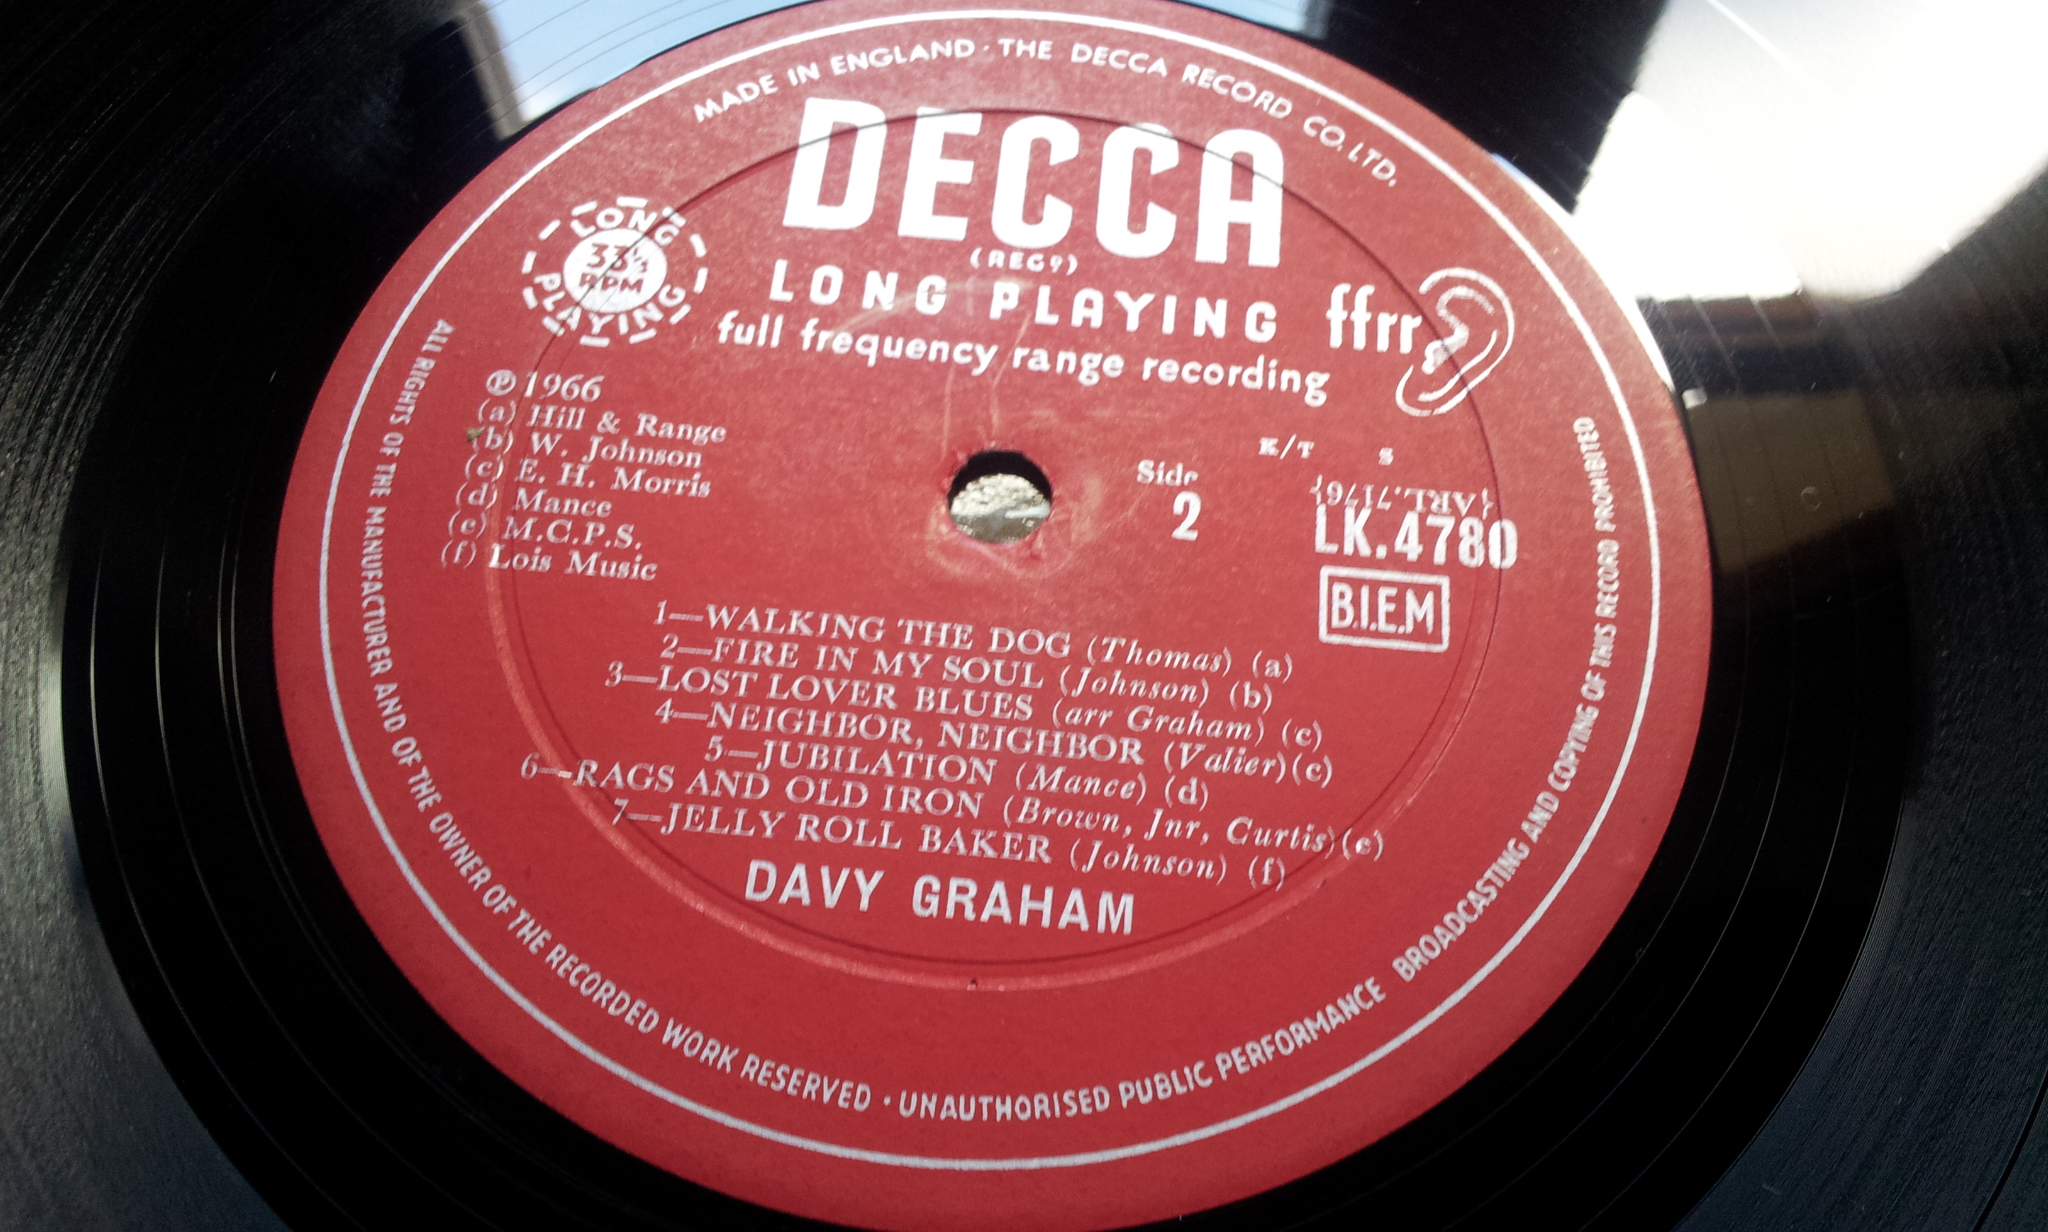 MADE IN ENGLAND · THE DECCA RECORD CO. LTD.
DECCA
(REGD)
LONG PLAYING
full frequency range recording
ffrr
LONG PLAYING
33⅓
RPM
℗ 1966
(a) Hill & Range
(b) W. Johnson
(c) E. H. Morris
(d) Mance
(e) M.C.P.S.
(f) Lois Music
K/T S
Side
2
{ARL.7176}
LK.4780
B.I.E.M
1—WALKING THE DOG (Thomas) (a)
2—FIRE IN MY SOUL (Johnson) (b)
3—LOST LOVER BLUES (arr Graham) (c)
4—NEIGHBOR, NEIGHBOR (Valier)(c)
5—JUBILATION (Mance) (d)
6—RAGS AND OLD IRON (Brown, Jnr, Curtis)(e)
7—JELLY ROLL BAKER (Johnson) (f)
DAVY GRAHAM
ALL RIGHTS OF THE MANUFACTURER AND OF THE OWNER OF THE RECORDED WORK RESERVED · UNAUTHORISED PUBLIC PERFORMANCE BROADCASTING AND COPYING OF THIS RECORD PROHIBITED